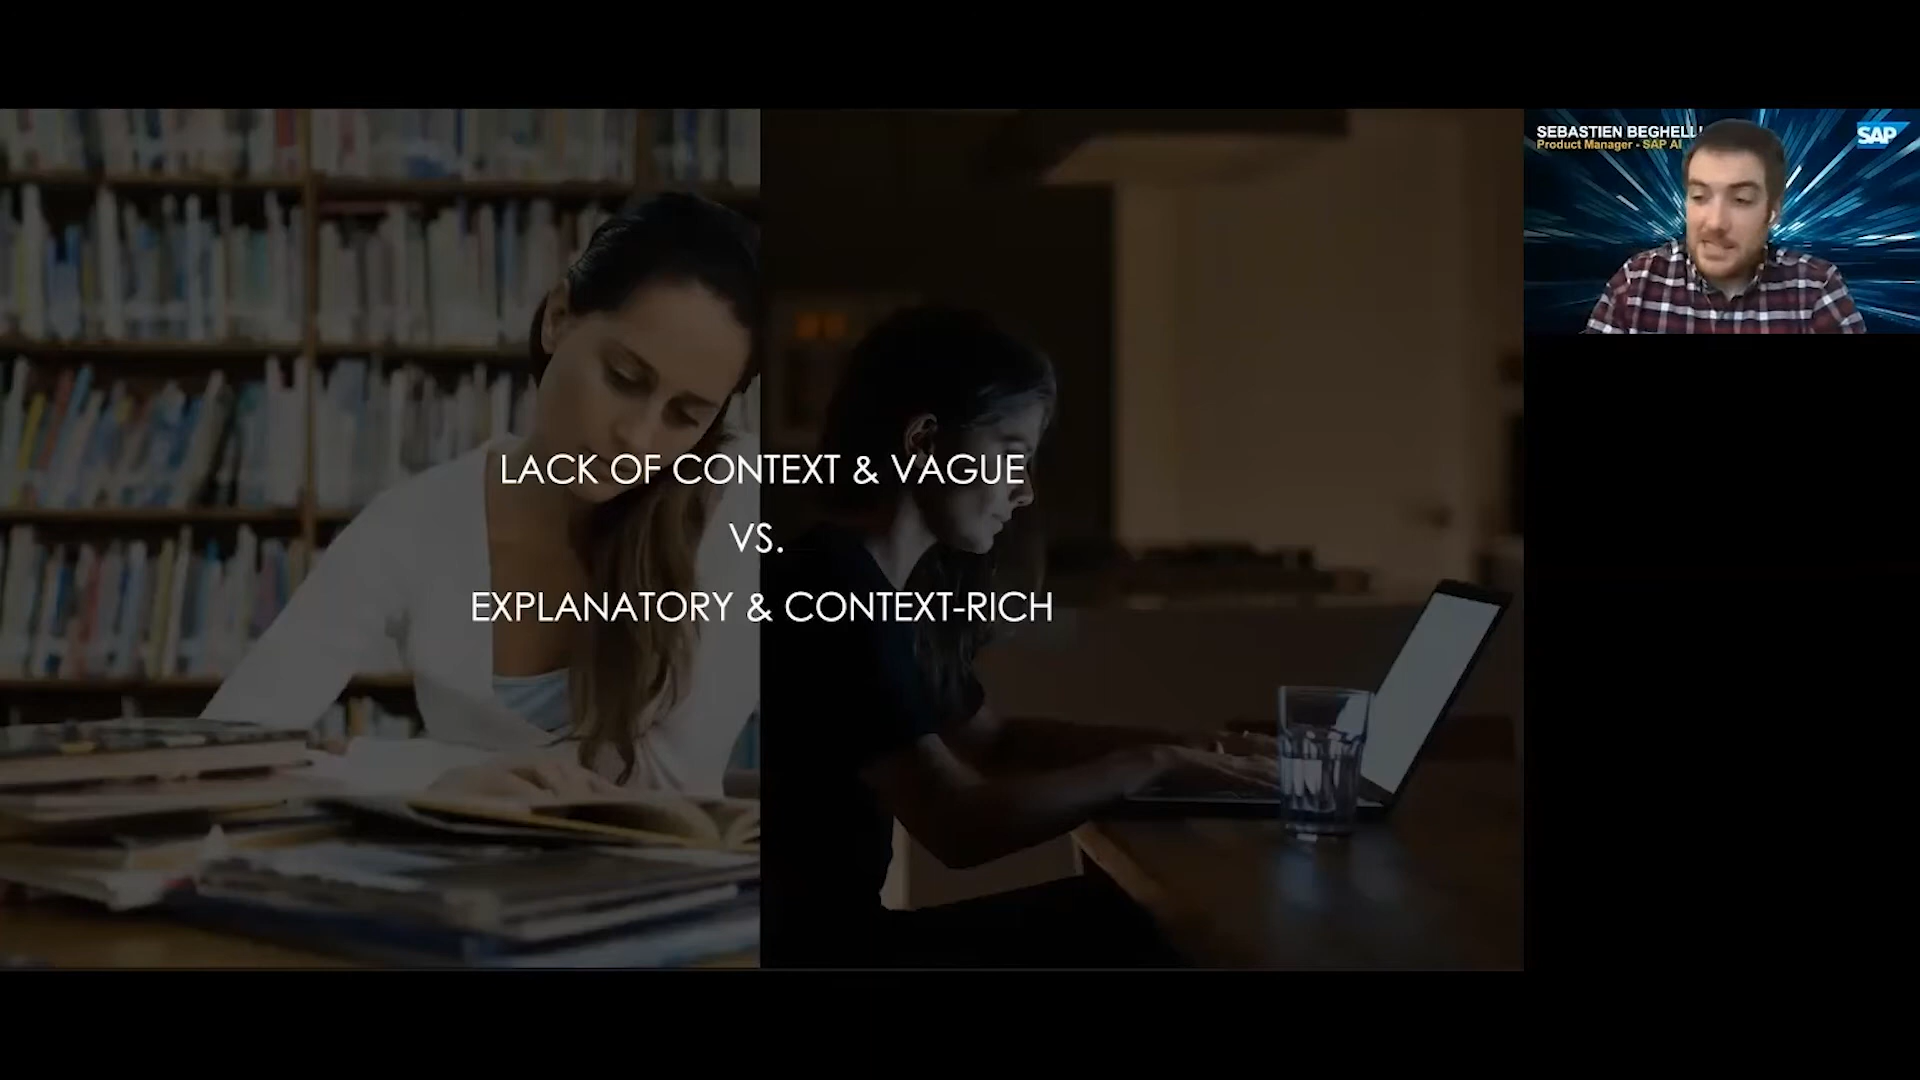 LACK OF CONTEXT & VAGUE
VS.
EXPLANATORY & CONTEXT-RICH
SEBASTIEN BEGHELLI
Product Manager - SAP AI
SAP